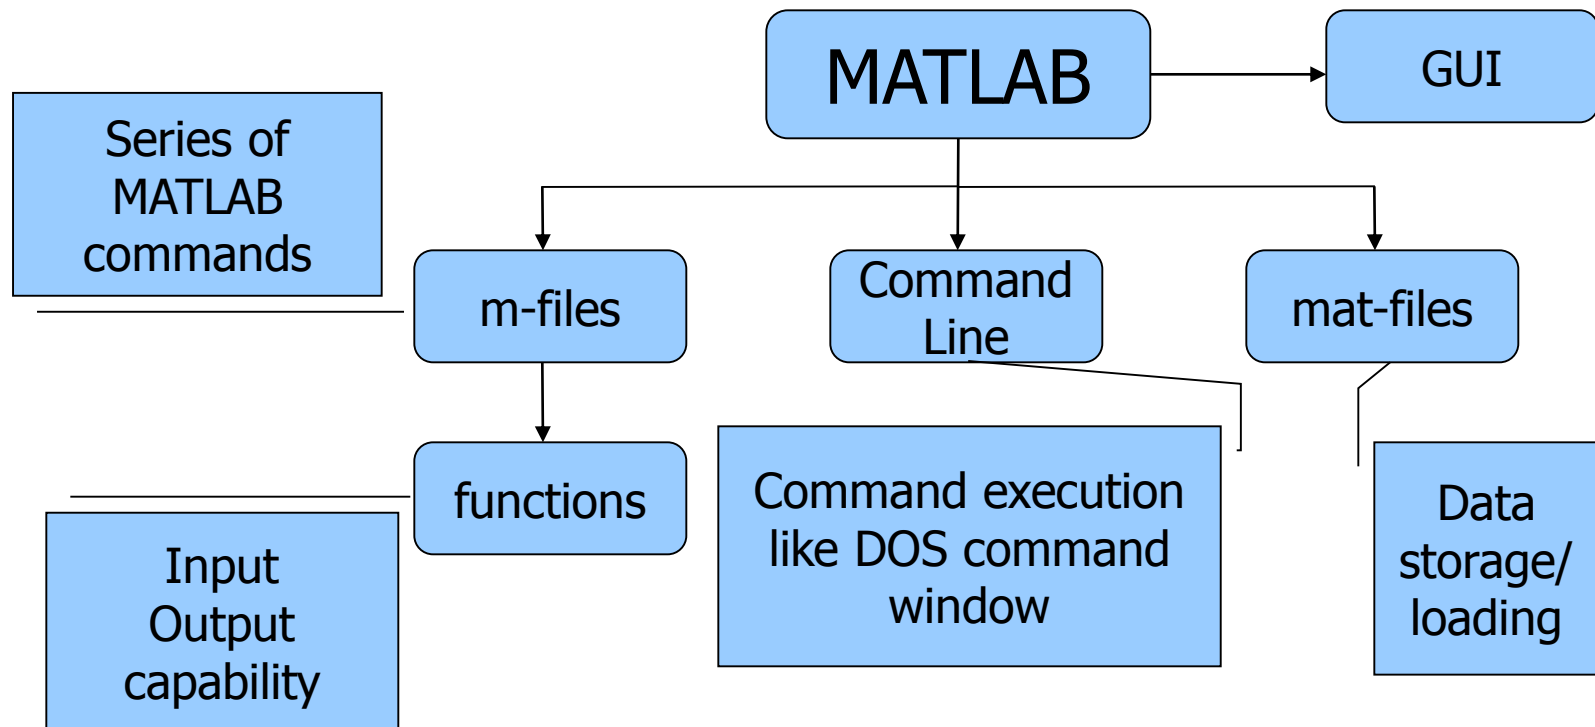 MATLAB
GUI
Series of
MATLAB
commands
m-files
Command
Line
mat-files
functions
Input
Output
capability
Command execution
like DOS command
window
Data
storage/
loading